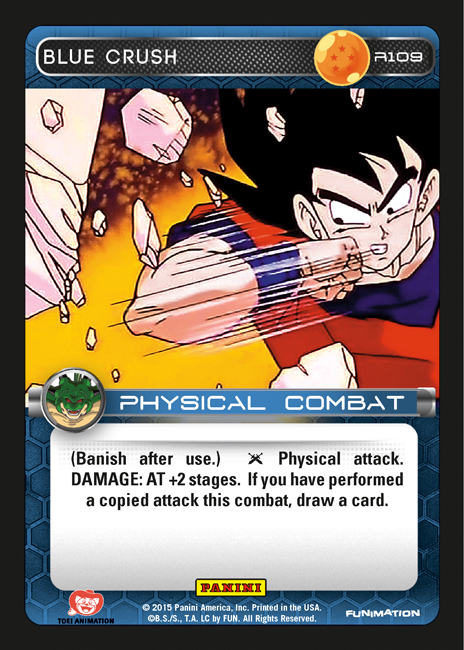 BLUE CRUSH
R109
PHYSICAL COMBAT
(Banish after use.) Physical attack.
DAMAGE: AT +2 stages. If you have performed
a copied attack this combat, draw a card.
PANINI
© 2015 Panini America, Inc. Printed in the USA.
©B.S./S., T.A. LC by FUN. All Rights Reserved.
TOEI ANIMATION
FUNIMATION